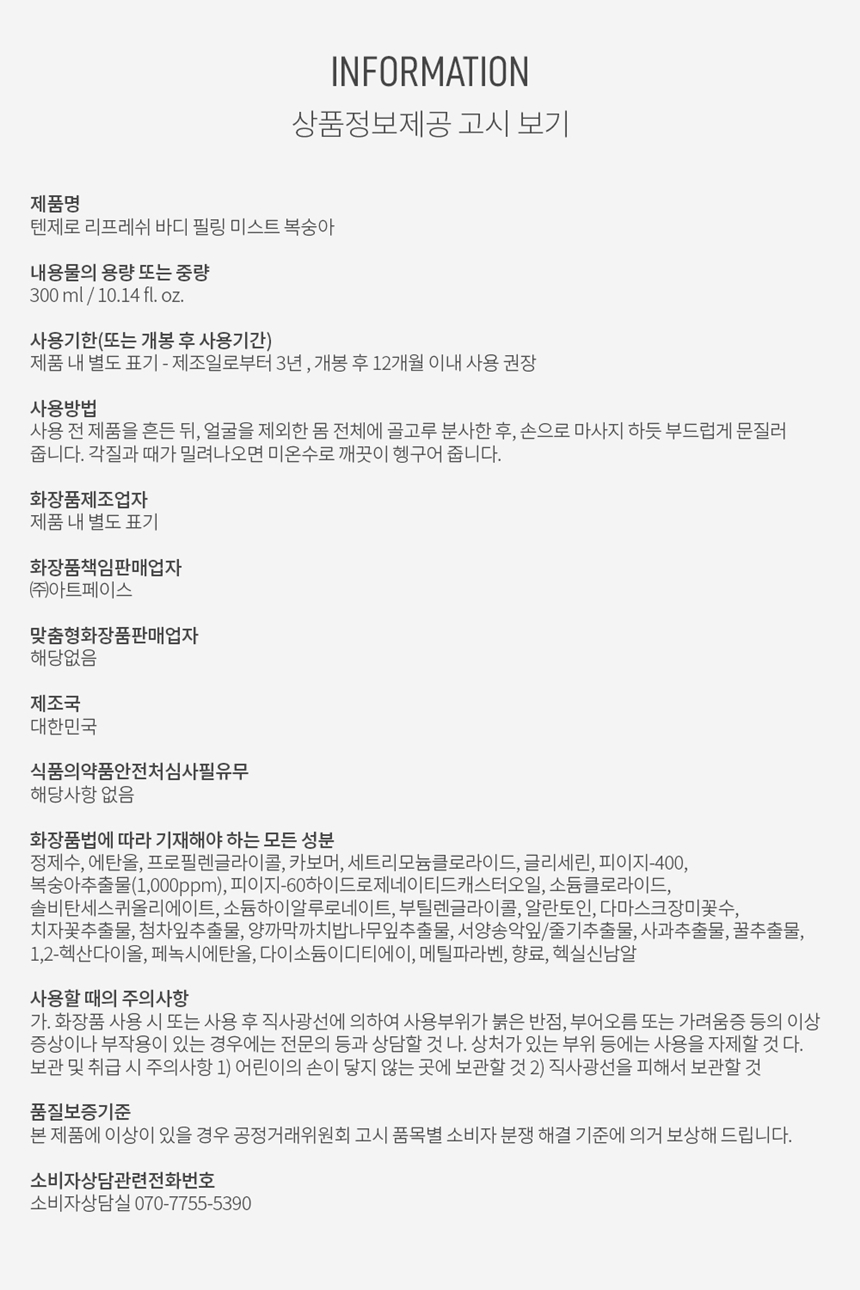 INFORMATION
상품정보제공 고시 보기
제품명
텐제로 리프레쉬 바디 필링 미스트 복숭아
내용물의 용량 또는 중량
300 ml / 10.14 fl. oz.
사용기한(또는 개봉 후 사용기간)
제품 내 별도 표기 - 제조일로부터 3년 , 개봉 후 12개월 이내 사용 권장
사용방법
사용 전 제품을 흔든 뒤, 얼굴을 제외한 몸 전체에 골고루 분사한 후, 손으로 마사지 하듯 부드럽게 문질러
줍니다. 각질과 때가 밀려나오면 미온수로 깨끗이 헹구어 줍니다.
화장품제조업자
제품 내 별도 표기
화장품책임판매업자
㈜아트페이스
맞춤형화장품판매업자
해당없음
제조국
대한민국
식품의약품안전처심사필유무
해당사항 없음
화장품법에 따라 기재해야 하는 모든 성분
정제수, 에탄올, 프로필렌글라이콜, 카보머, 세트리모늄클로라이드, 글리세린, 피이지-400,
복숭아추출물(1,000ppm), 피이지-60하이드로제네이티드캐스터오일, 소듐클로라이드,
솔비탄세스퀴올리에이트, 소듐하이알루로네이트, 부틸렌글라이콜, 알란토인, 다마스크장미꽃수,
치자꽃추출물, 첨차잎추출물, 양까막까치밥나무잎추출물, 서양송악잎/줄기추출물, 사과추출물, 꿀추출물,
1,2-헥산다이올, 페녹시에탄올, 다이소듐이디티에이, 메틸파라벤, 향료, 헥실신남알
사용할 때의 주의사항
가. 화장품 사용 시 또는 사용 후 직사광선에 의하여 사용부위가 붉은 반점, 부어오름 또는 가려움증 등의 이상
증상이나 부작용이 있는 경우에는 전문의 등과 상담할 것 나. 상처가 있는 부위 등에는 사용을 자제할 것 다.
보관 및 취급 시 주의사항 1) 어린이의 손이 닿지 않는 곳에 보관할 것 2) 직사광선을 피해서 보관할 것
품질보증기준
본 제품에 이상이 있을 경우 공정거래위원회 고시 품목별 소비자 분쟁 해결 기준에 의거 보상해 드립니다.
소비자상담관련전화번호
소비자상담실 070-7755-5390